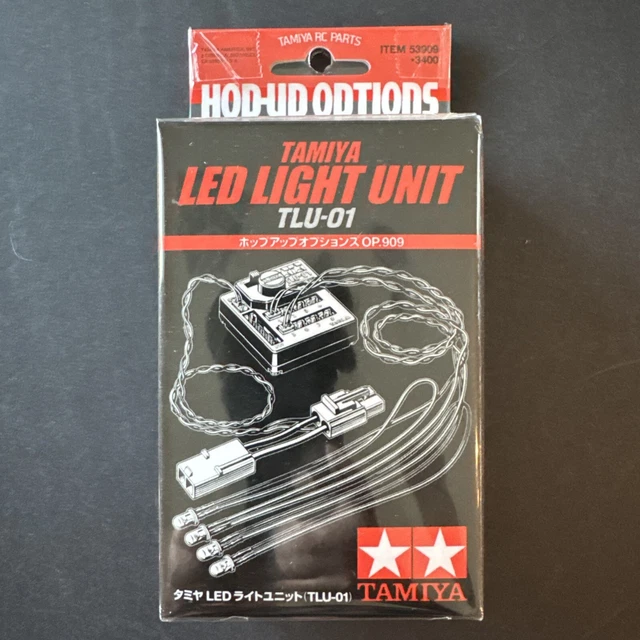 TAMIYA RC PARTS
ITEM 53909
•3400
HOP-UP OPTIONS
TAMIYA
LED LIGHT UNIT
TLU-01
ホップアップオプションズ OP.909
TAMIYA
タミヤ LED ライトユニット(TLU-01)